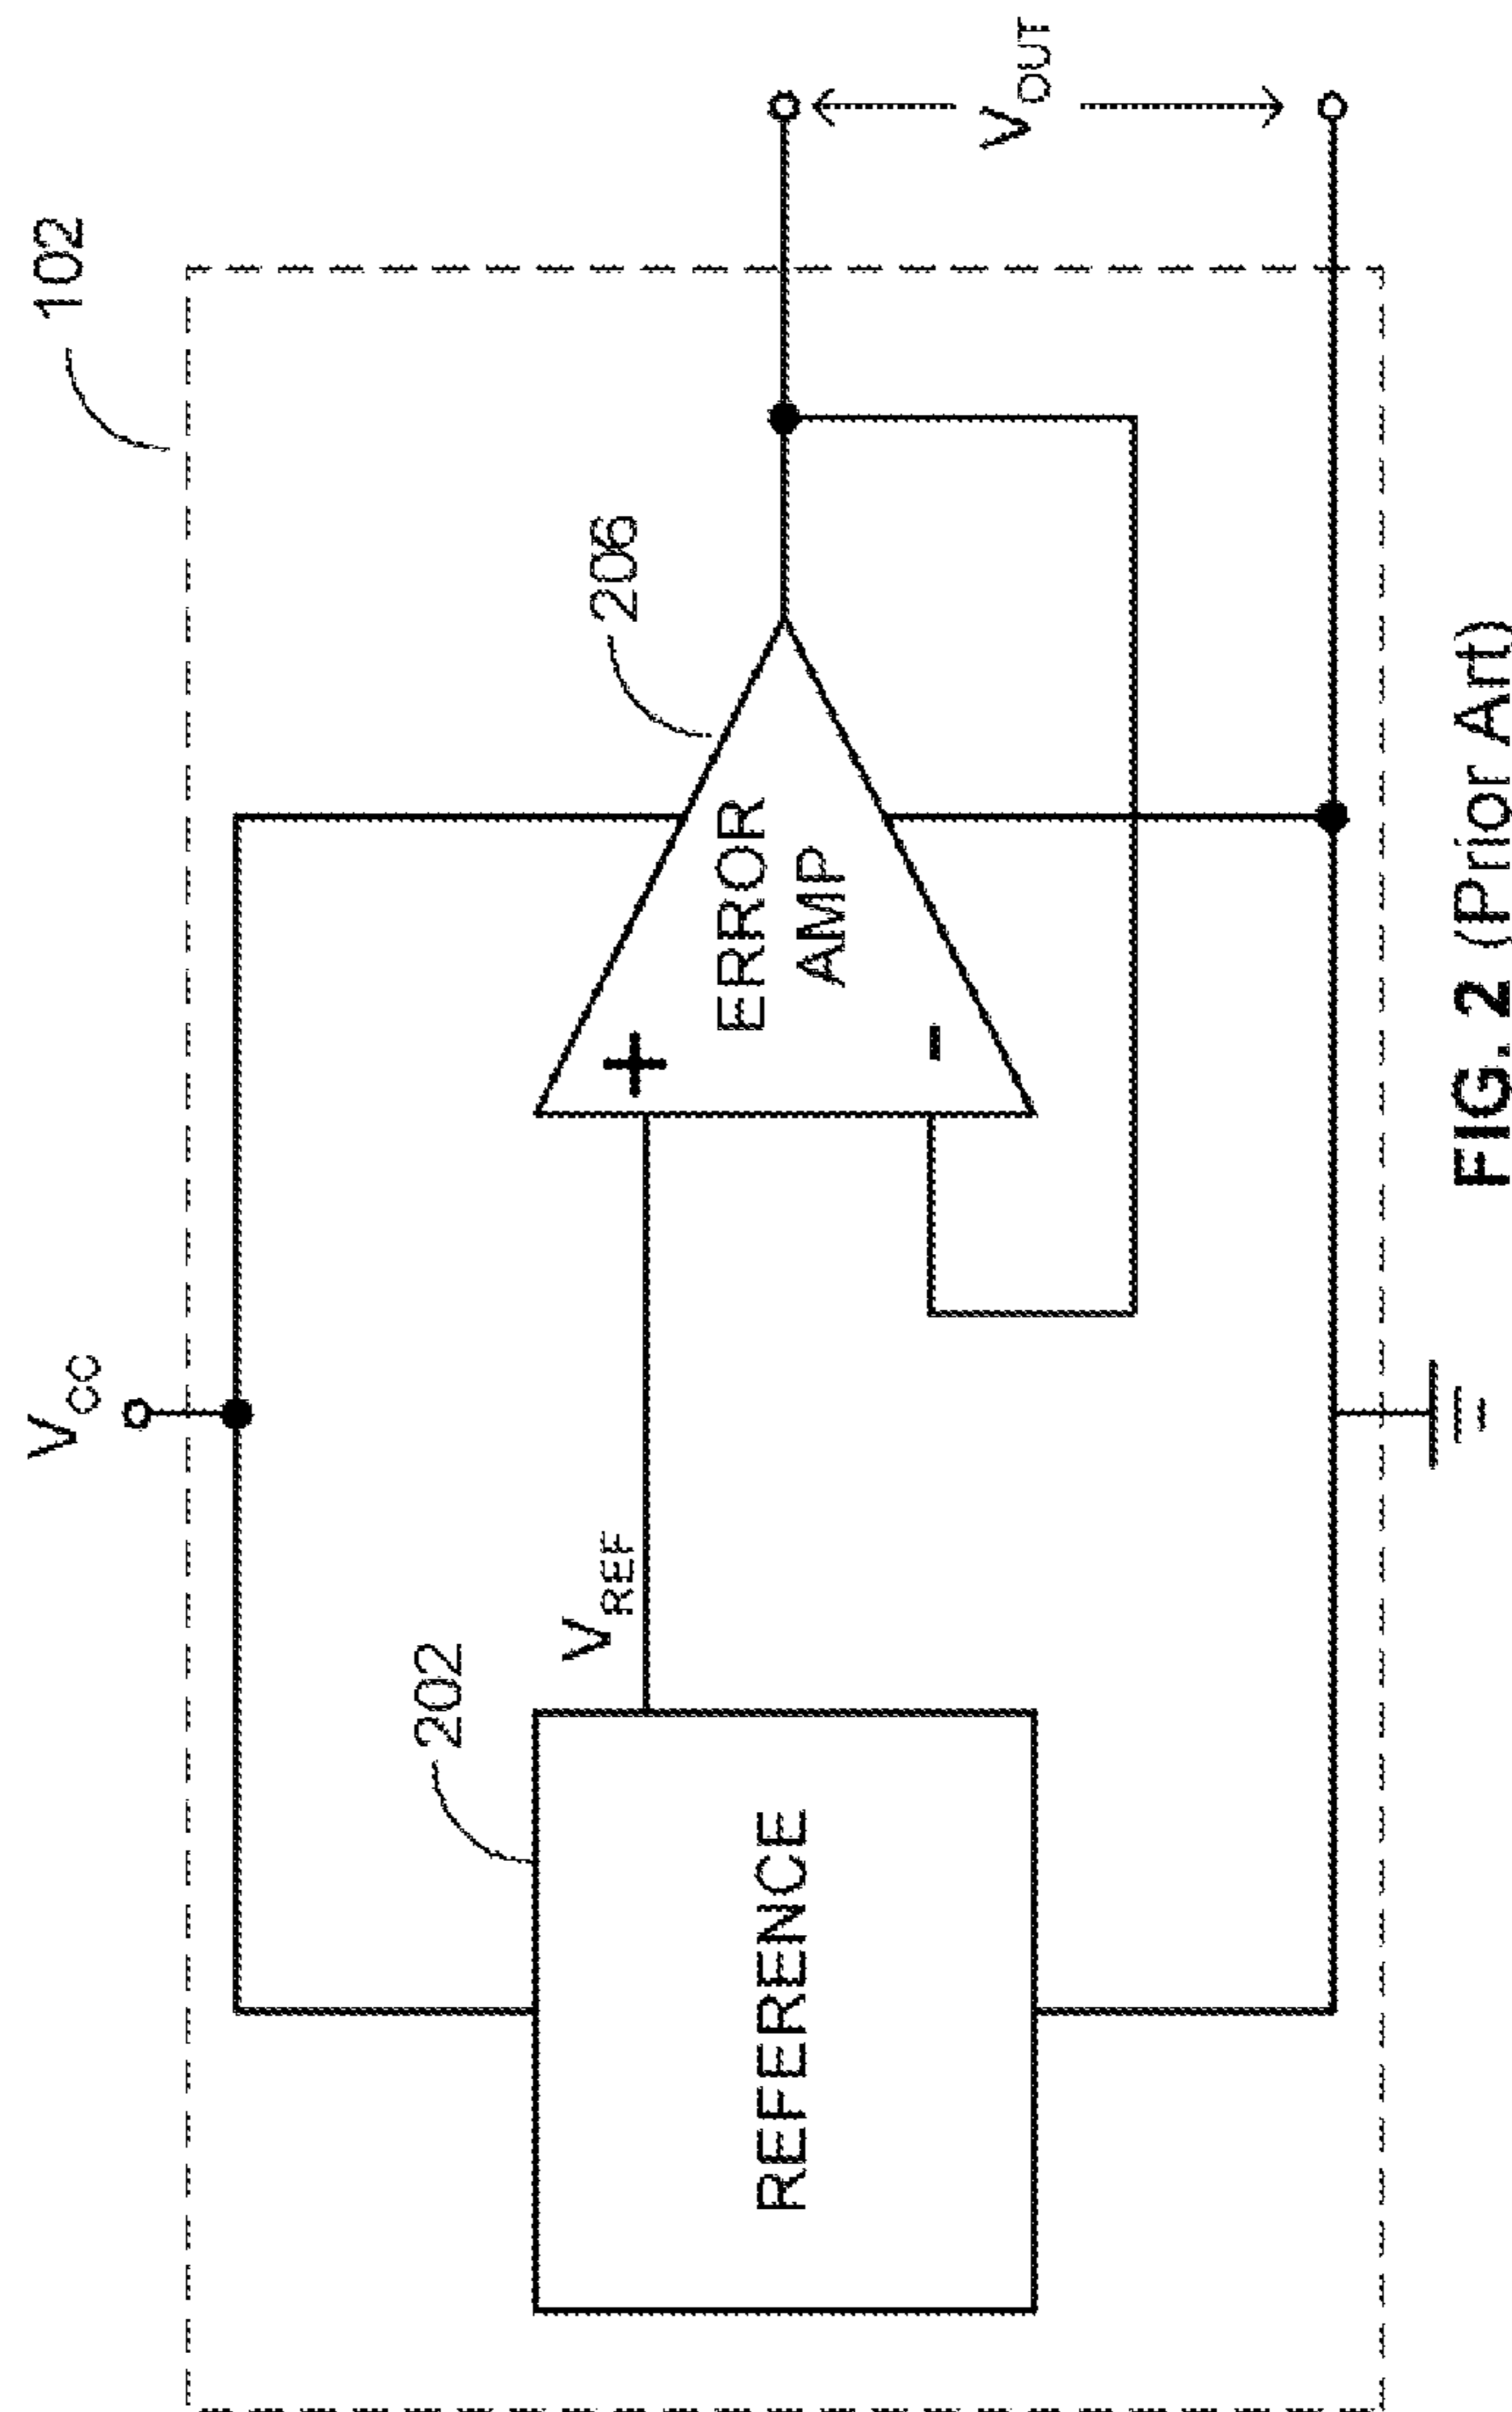 102
V_CC
206
202
V_REF
ERROR
AMP
+
-
REFERENCE
V_OUT
FIG. 2 (Prior Art)